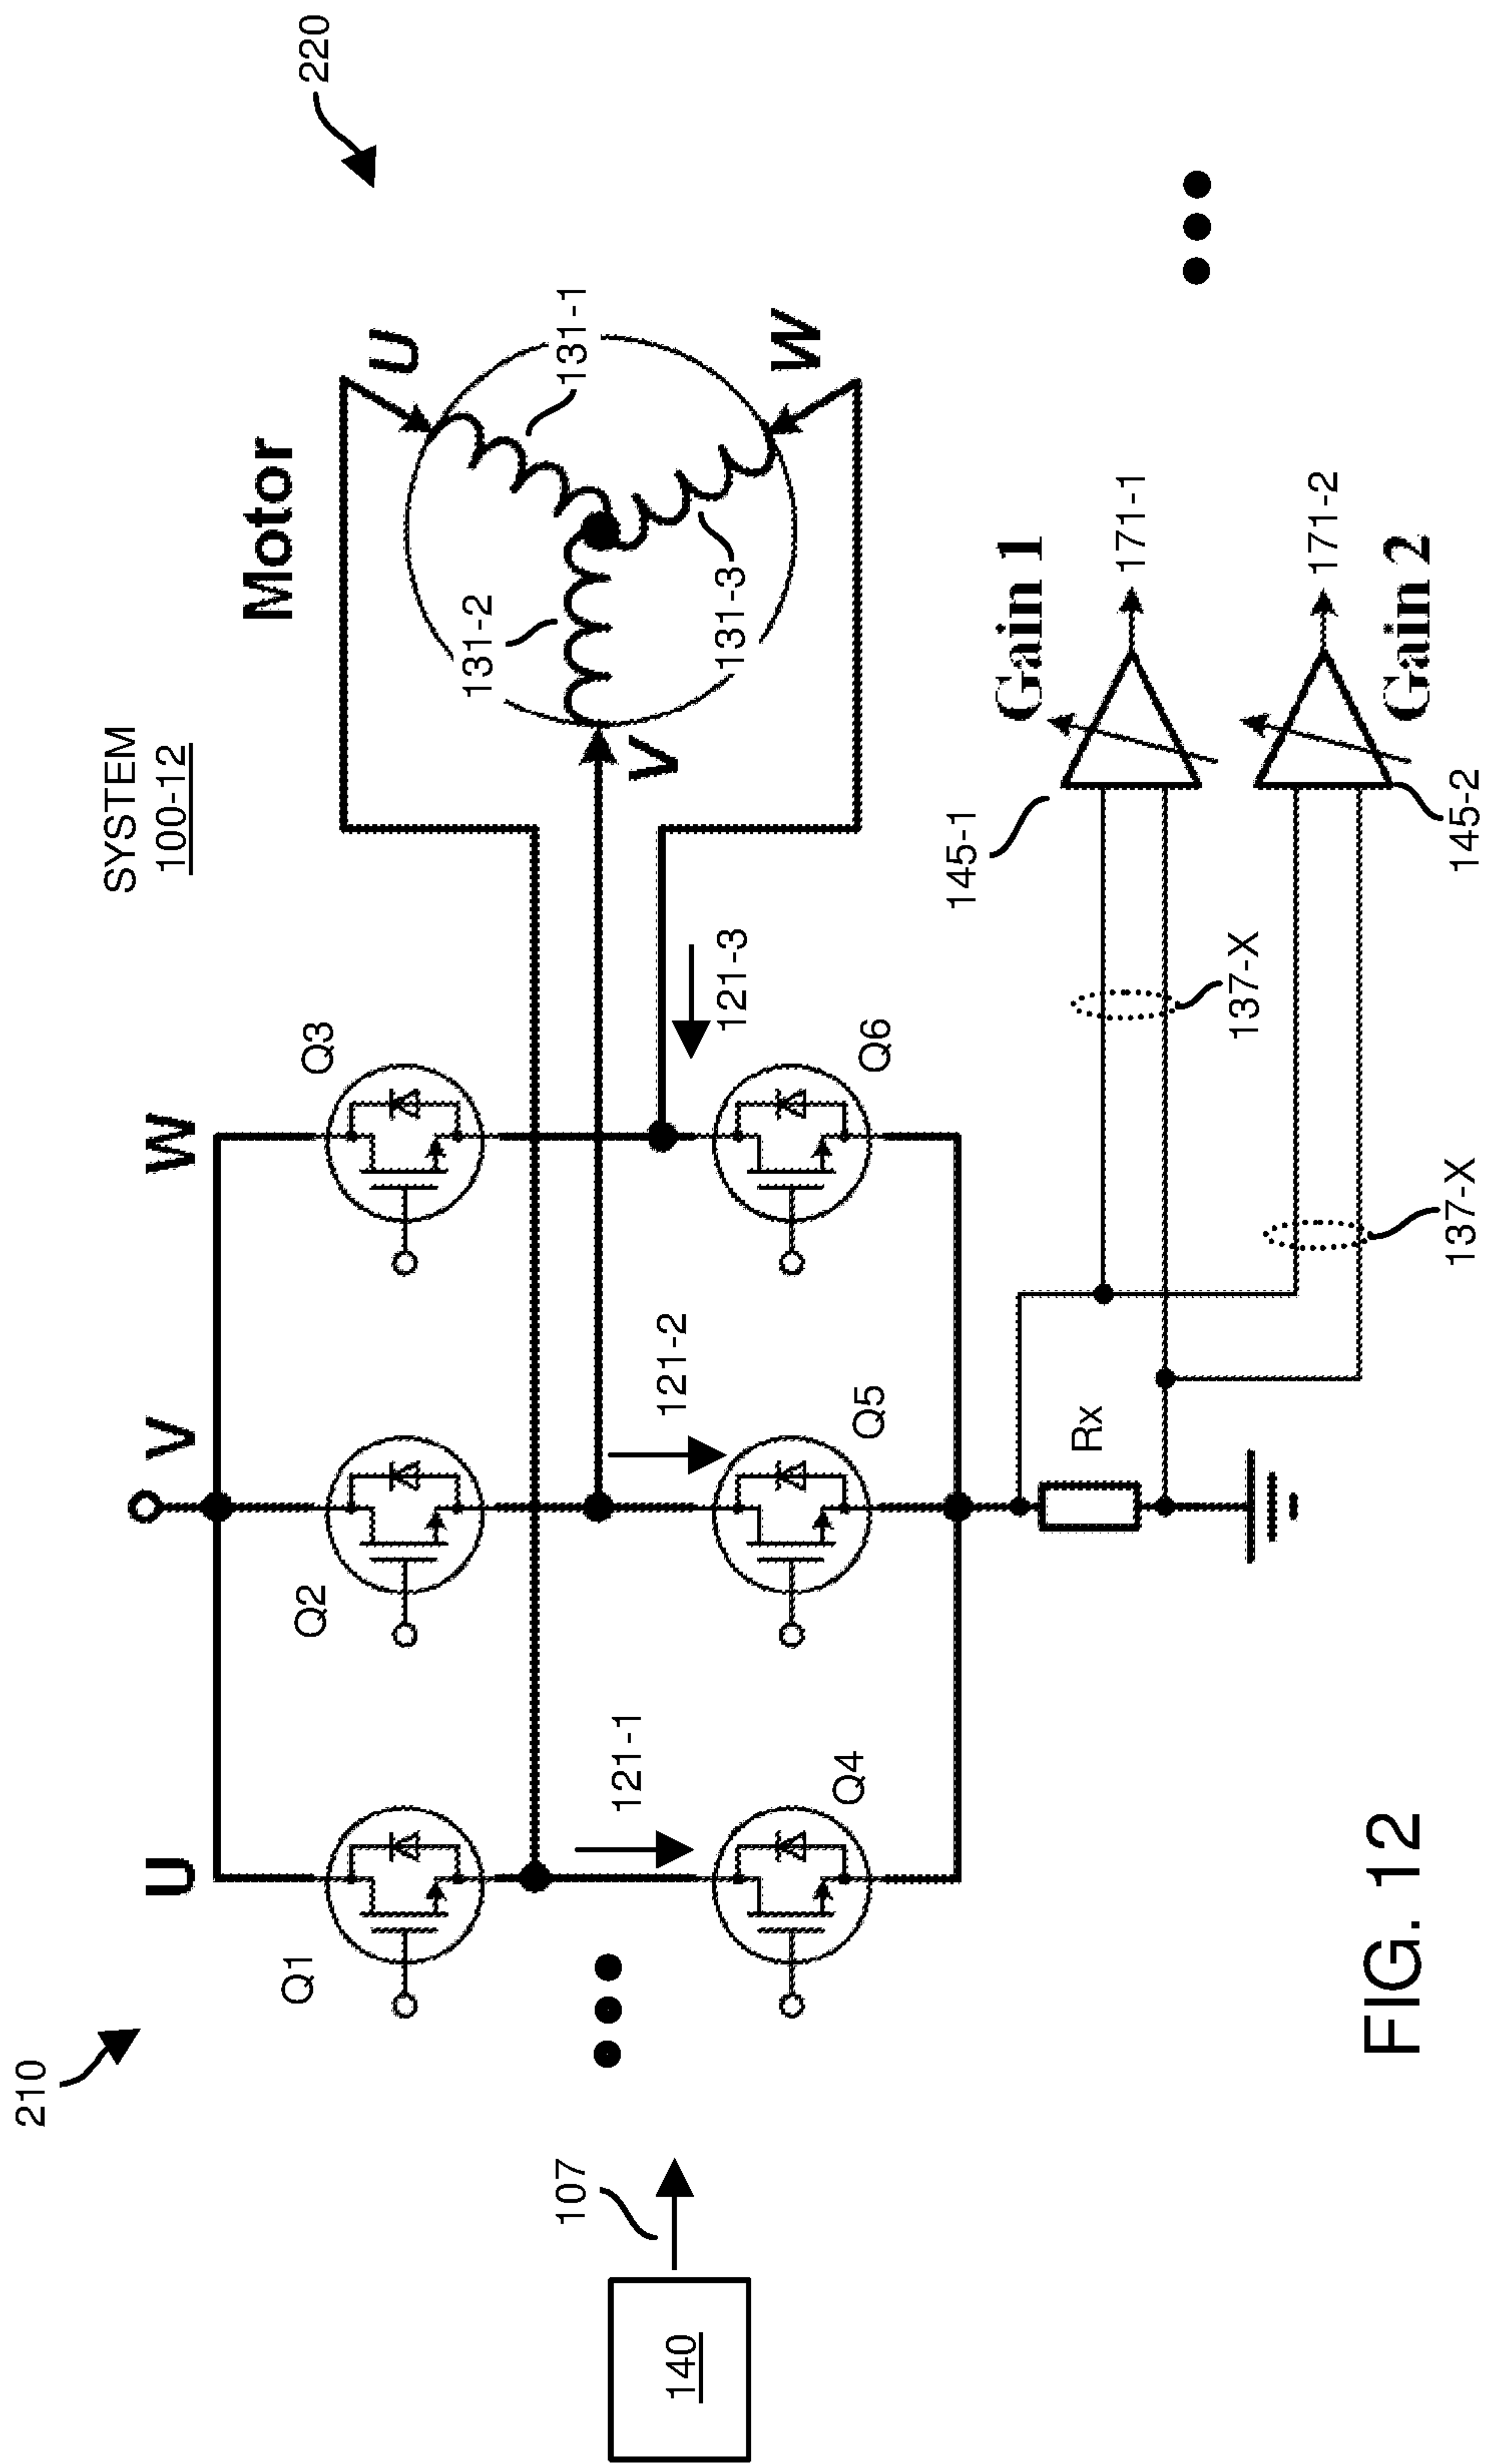 SYSTEM
100-12
210
220
U
V
W
Motor
Q1
Q2
Q3
U
131-1
131-2
V
131-3
W
107
140
121-1
121-2
121-3
Q4
Q5
Q6
Rx
137-X
137-X
145-1
Gain 1
171-1
145-2
Gain 2
171-2
FIG. 12